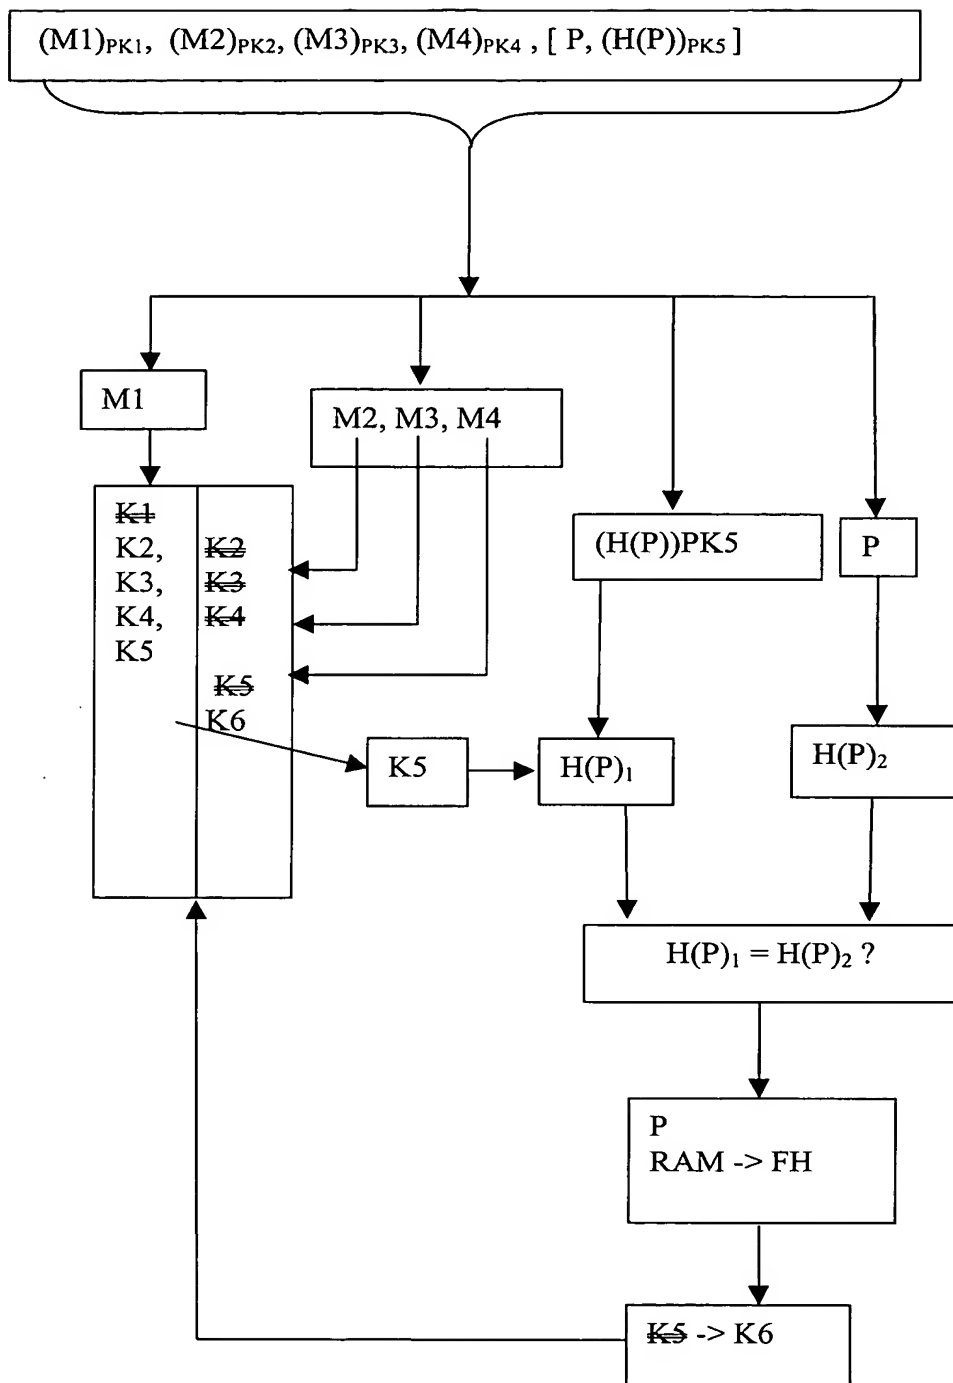 (M1)PK1, (M2)PK2, (M3)PK3, (M4)PK4 , [ P, (H(P))PK5 ]
M1
M2, M3, M4
K1
K2, K2
K3, K3
K4, K4
K5
K5
K6
(H(P))PK5
P
K5
H(P)1
H(P)2
H(P)1 = H(P)2 ?
P
RAM -> FH
K5 -> K6